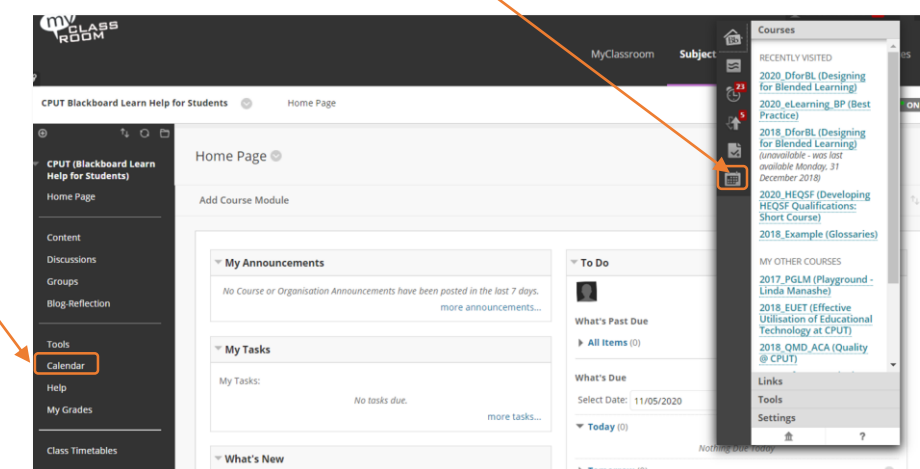 my
CLASS
ROOM
MyClassroom
CPUT Blackboard Learn Help for Students
Home Page
CPUT (Blackboard Learn
Help for Students)
Home Page
Content
Discussions
Groups
Blog-Reflection
Tools
Calendar
Help
My Grades
Class Timetables
Home Page
Add Course Module
My Announcements
No Course or Organisation Announcements have been posted in the last 7 days.
more announcements...
My Tasks
My Tasks:
No tasks due.
more tasks...
What's New
To Do
What's Past Due
All Items (0)
What's Due
Select Date: 11/05/2020
Today (0)
Nothing Due Today
23
5
Courses
RECENTLY VISITED
2020_DforBL (Designing
for Blended Learning)
2020_eLearning_BP (Best
Practice)
2018_DforBL (Designing
for Blended Learning)
(unavailable - was last
available Monday, 31
December 2018)
2020_HEQSF (Developing
HEQSF Qualifications:
Short Course)
2018_Example (Glossaries)
MY OTHER COURSES
2017_PGLM (Playground -
Linda Manashe)
2018_EUET (Effective
Utilisation of Educational
Technology at CPUT)
2018_QMD_ACA (Quality
@ CPUT)
Links
Tools
Settings
?